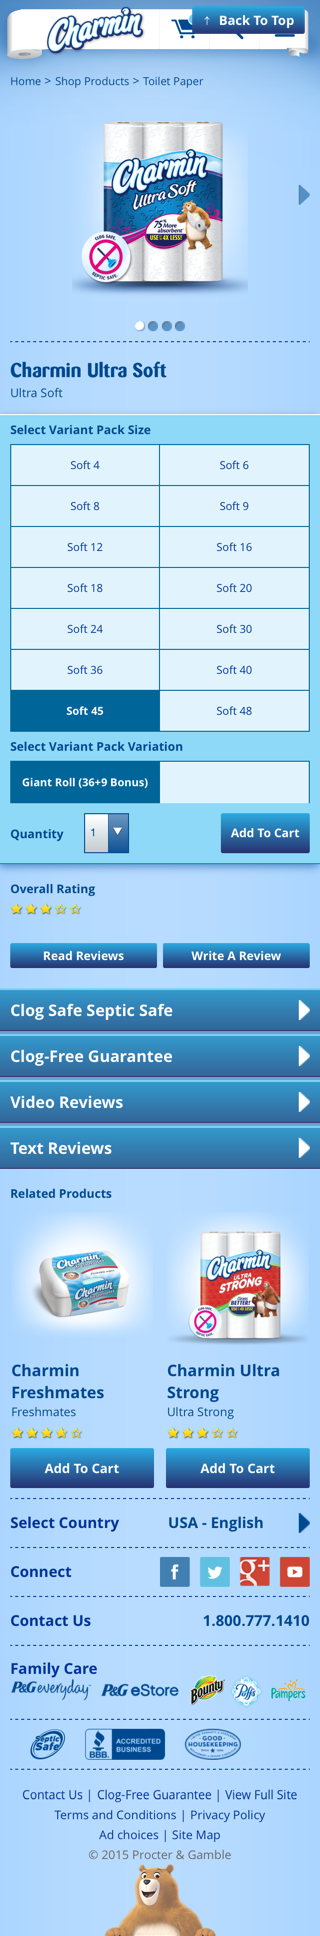 Charmin
↑ Back To Top
Home > Shop Products > Toilet Paper
Charmin
Ultra Soft
75% More
absorbent
USE UP TO 4X LESS!
CLOG SAFE.
SEPTIC SAFE.
Charmin Ultra Soft
Ultra Soft
Select Variant Pack Size
Soft 4
Soft 6
Soft 8
Soft 9
Soft 12
Soft 16
Soft 18
Soft 20
Soft 24
Soft 30
Soft 36
Soft 40
Soft 45
Soft 48
Select Variant Pack Variation
Giant Roll (36+9 Bonus)
Quantity
1
Add To Cart
Overall Rating
Read Reviews
Write A Review
Clog Safe Septic Safe
Clog-Free Guarantee
Video Reviews
Text Reviews
Related Products
Charmin
Charmin
ULTRA
STRONG
Charmin
Freshmates
Freshmates
Add To Cart
Charmin Ultra
Strong
Ultra Strong
Add To Cart
Select Country
USA - English
Connect
f
g+
Contact Us
1.800.777.1410
Family Care
P&G everyday
P&G eStore
Bounty
Puffs
Pampers
Septic
Safe
BBB
ACCREDITED
BUSINESS
GOOD
HOUSEKEEPING
Contact Us | Clog-Free Guarantee | View Full Site
Terms and Conditions | Privacy Policy
Ad choices | Site Map
© 2015 Procter & Gamble